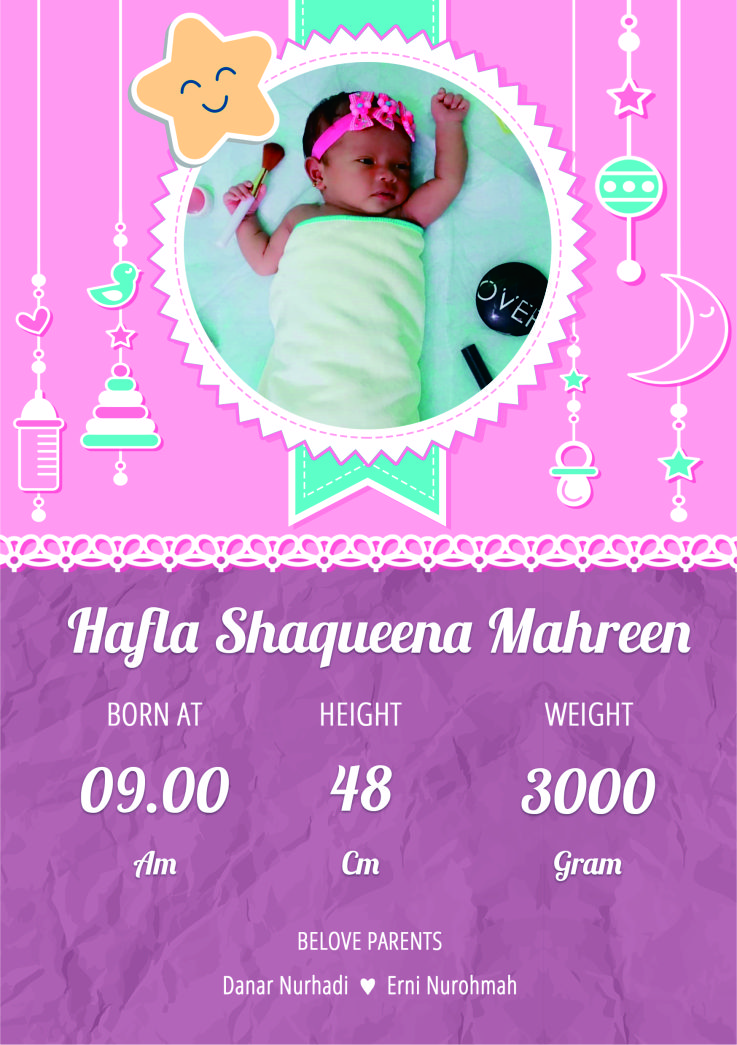 OVER
Hafla Shaqueena Mahreen
BORN AT HEIGHT WEIGHT
09.00 48 3000
Am Cm Gram
BELOVE PARENTS
Danar Nurhadi ♥ Erni Nurohmah